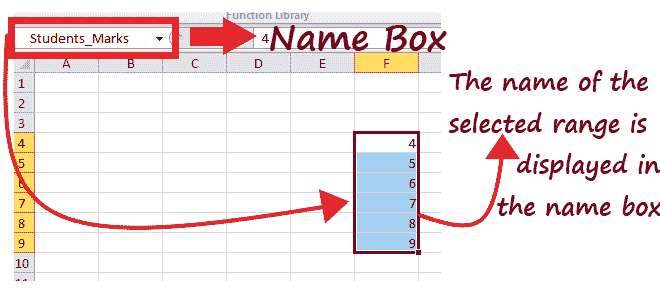 Function Library
Students_Marks
4
Name Box
A B C D E F
1
2
3
4 4
5 5
6 6
7 7
8 8
9 9
10
The name of the
selected range is
displayed in
the name box